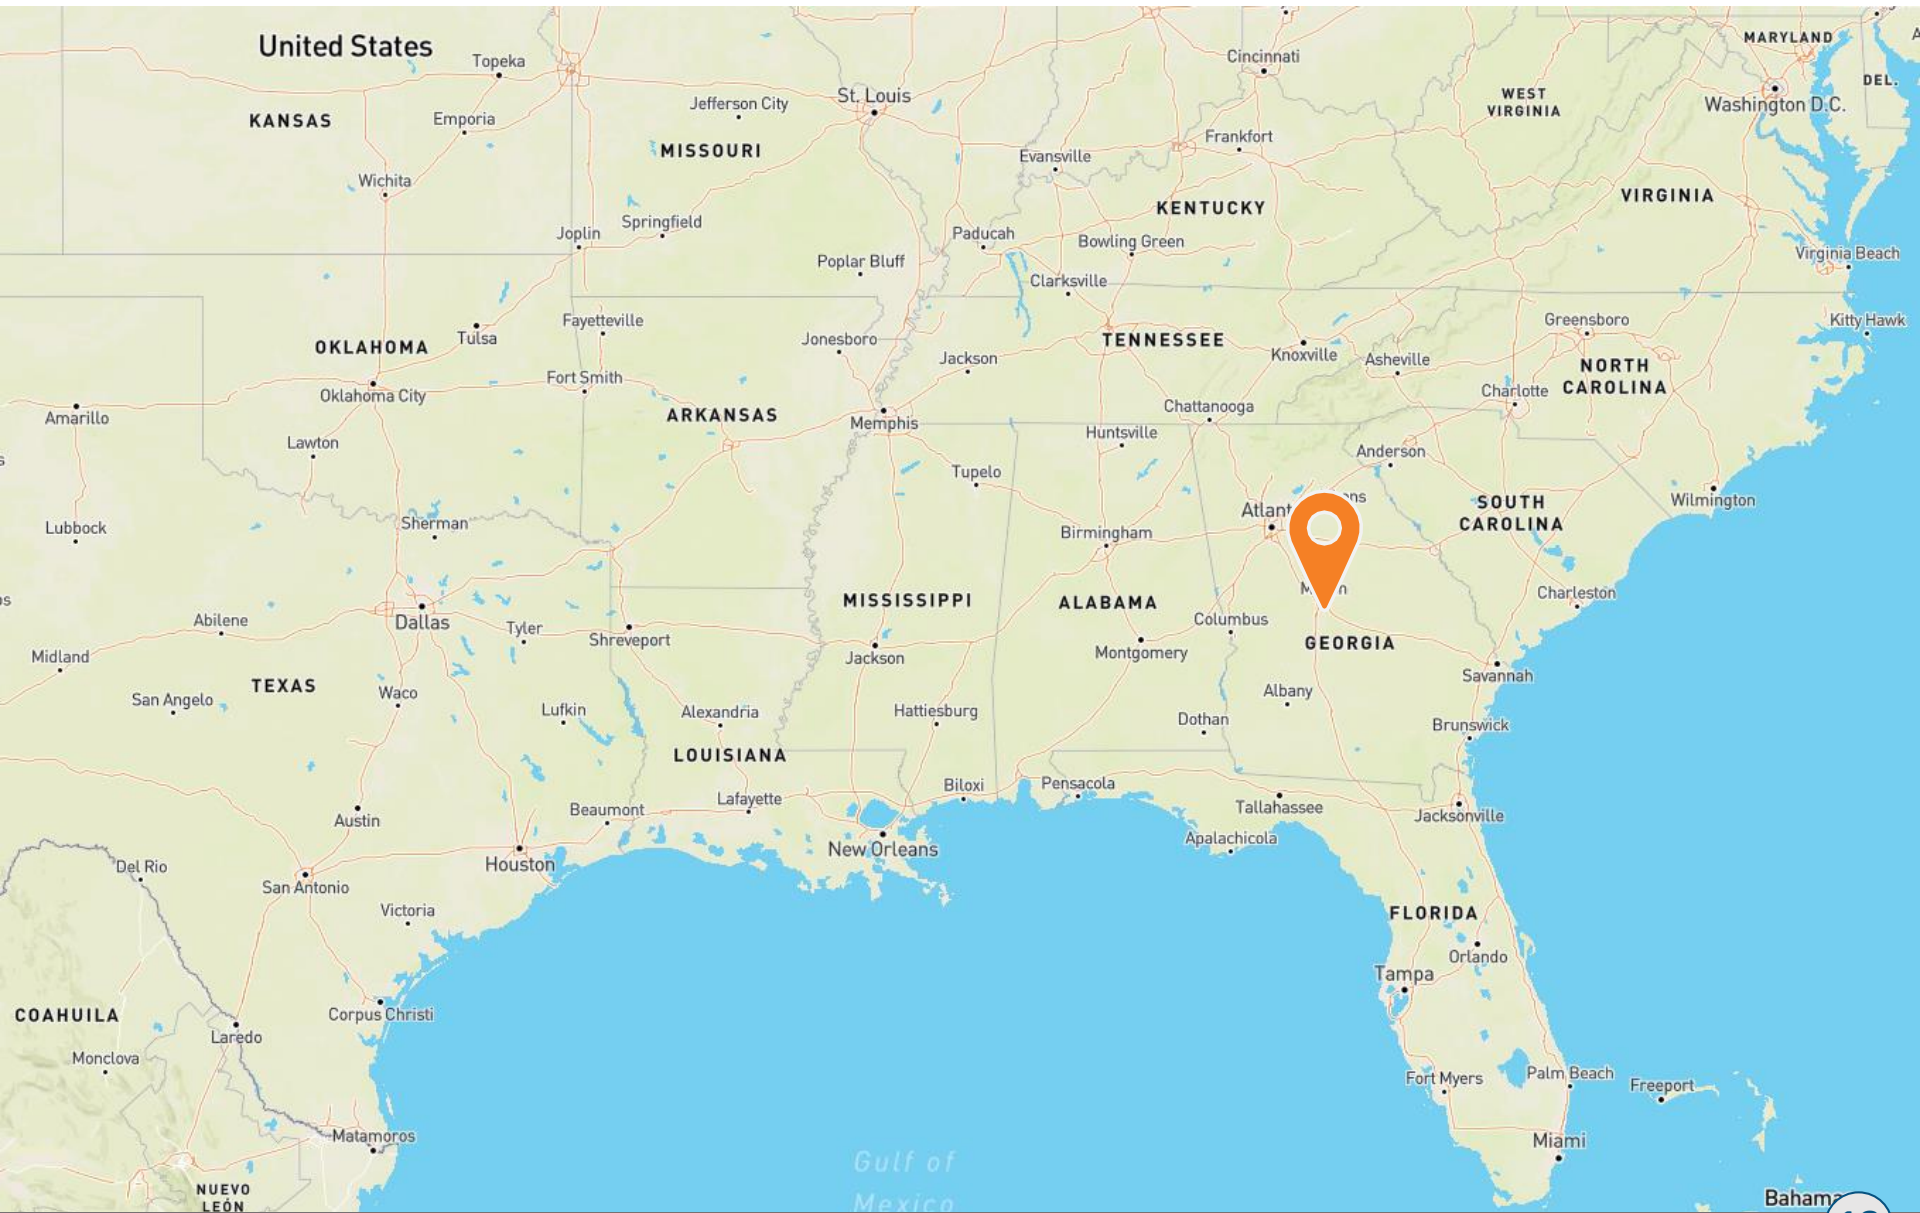 United States
Topeka
Cincinnati
MARYLAND
DEL.
Washington D.C.
WEST
VIRGINIA
St. Louis
Jefferson City
KANSAS
Emporia
MISSOURI
Frankfort
Evansville
Wichita
KENTUCKY
VIRGINIA
Springfield
Joplin
Paducah
Bowling Green
Virginia Beach
Poplar Bluff
Clarksville
Fayetteville
Greensboro
Kitty Hawk
OKLAHOMA
Tulsa
Jonesboro
TENNESSEE
Jackson
Knoxville
Asheville
NORTH
CAROLINA
Fort Smith
Oklahoma City
Charlotte
Amarillo
ARKANSAS
Memphis
Chattanooga
Huntsville
Lawton
Anderson
Tupelo
SOUTH
CAROLINA
Wilmington
Lubbock
Sherman
Birmingham
Charleston
MISSISSIPPI
ALABAMA
Abilene
Dallas
Tyler
Shreveport
Columbus
GEORGIA
Midland
Jackson
Montgomery
Savannah
TEXAS
San Angelo
Waco
Lufkin
Alexandria
Hattiesburg
Albany
Dothan
Brunswick
LOUISIANA
Biloxi
Pensacola
Lafayette
Beaumont
Tallahassee
Jacksonville
Austin
Apalachicola
New Orleans
Houston
Del Rio
San Antonio
Victoria
FLORIDA
Orlando
Tampa
COAHUILA
Corpus Christi
Laredo
Monclova
Fort Myers
Palm Beach
Freeport
Matamoros
Miami
Gulf of
Mexico
NUEVO
LEÓN